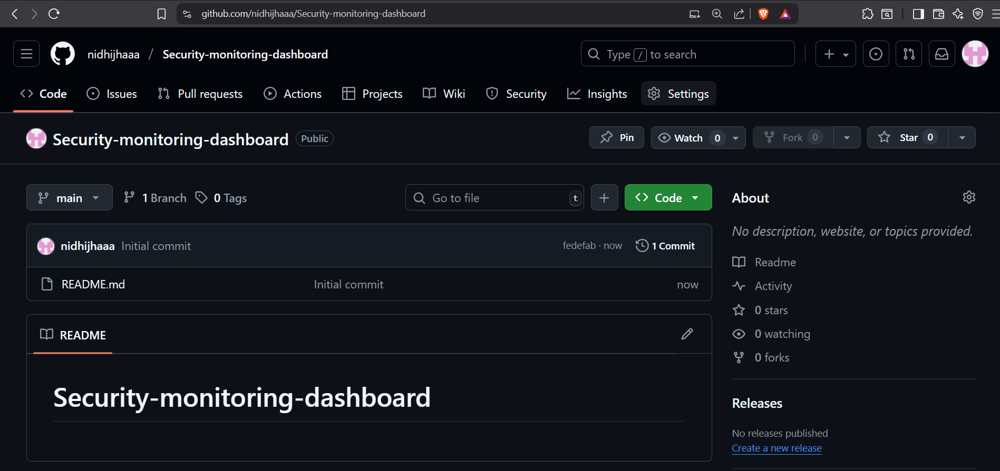 github.com/nidhijhaaa/Security-monitoring-dashboard
nidhijhaaa / Security-monitoring-dashboard
Type / to search
Code Issues Pull requests Actions Projects Wiki Security Insights Settings
Security-monitoring-dashboard Public
Pin Watch 0 Fork 0 Star 0
main 1 Branch 0 Tags Go to file t Code
nidhijhaaa Initial commit fedefab · now 1 Commit
README.md Initial commit now
README
Security-monitoring-dashboard
About
No description, website, or topics provided.
Readme
Activity
0 stars
0 watching
0 forks
Releases
No releases published
Create a new release